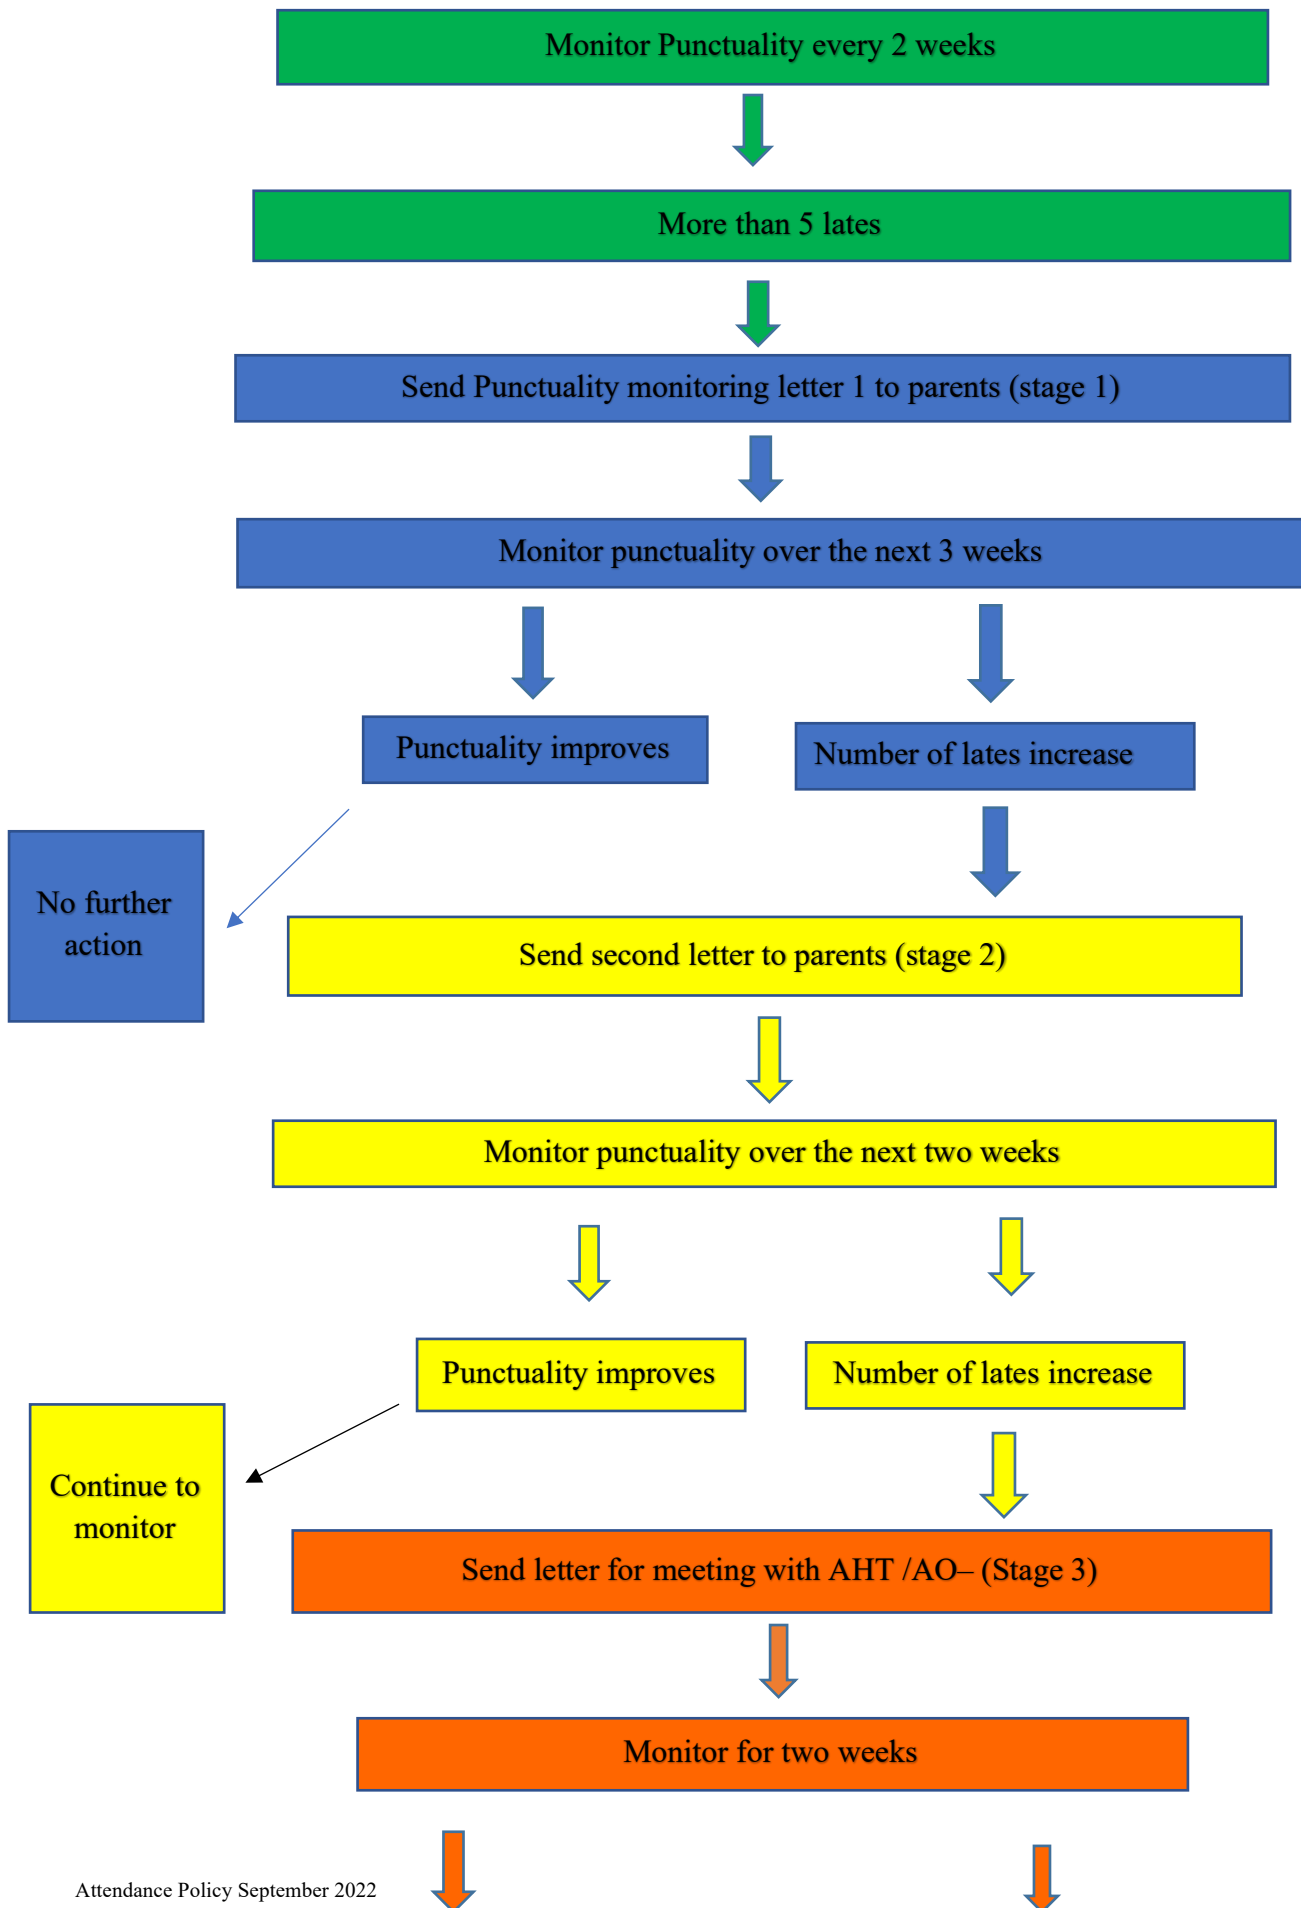 Monitor Punctuality every 2 weeks
More than 5 lates
Send Punctuality monitoring letter 1 to parents (stage 1)
Monitor punctuality over the next 3 weeks
Punctuality improves
Number of lates increase
No further
action
Send second letter to parents (stage 2)
Monitor punctuality over the next two weeks
Punctuality improves
Number of lates increase
Continue to
monitor
Send letter for meeting with AHT /AO– (Stage 3)
Monitor for two weeks
Attendance Policy September 2022